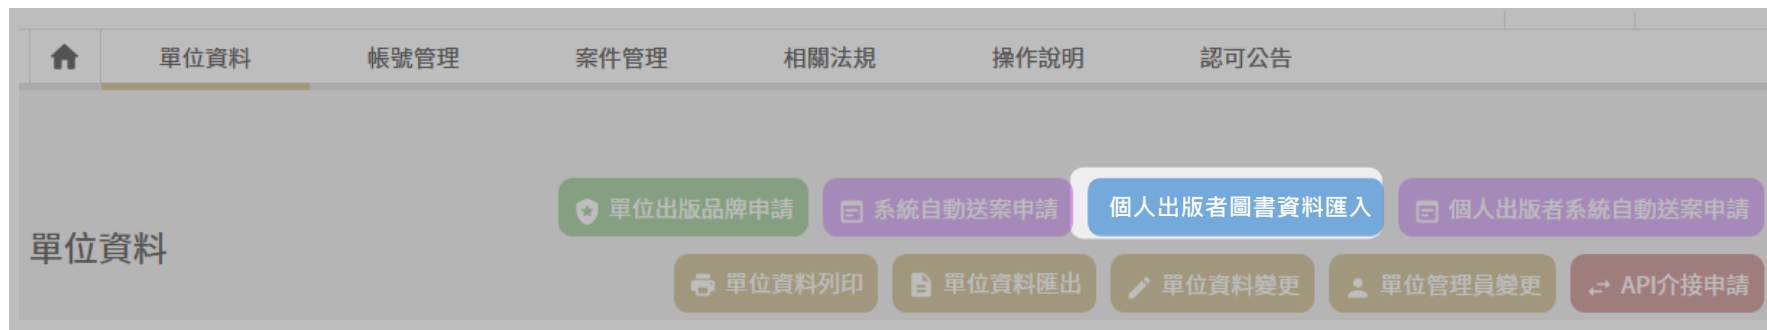 單位資料 帳號管理 案件管理 相關法規 操作說明 認可公告
單位出版品牌申請 系統自動送案申請 個人出版者圖書資料匯入 個人出版者系統自動送案申請
單位資料
單位資料列印 單位資料匯出 單位資料變更 單位管理員變更 API介接申請